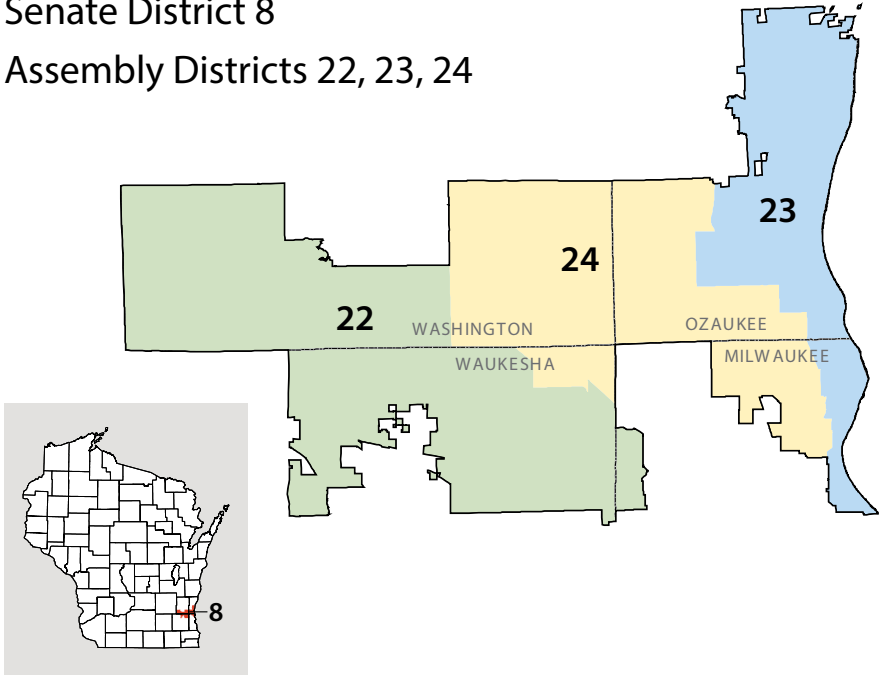 Senate District 8
Assembly Districts 22, 23, 24
23
24
22
WASHINGTON
OZAUKEE
WAUKESHA
MILWAUKEE
8